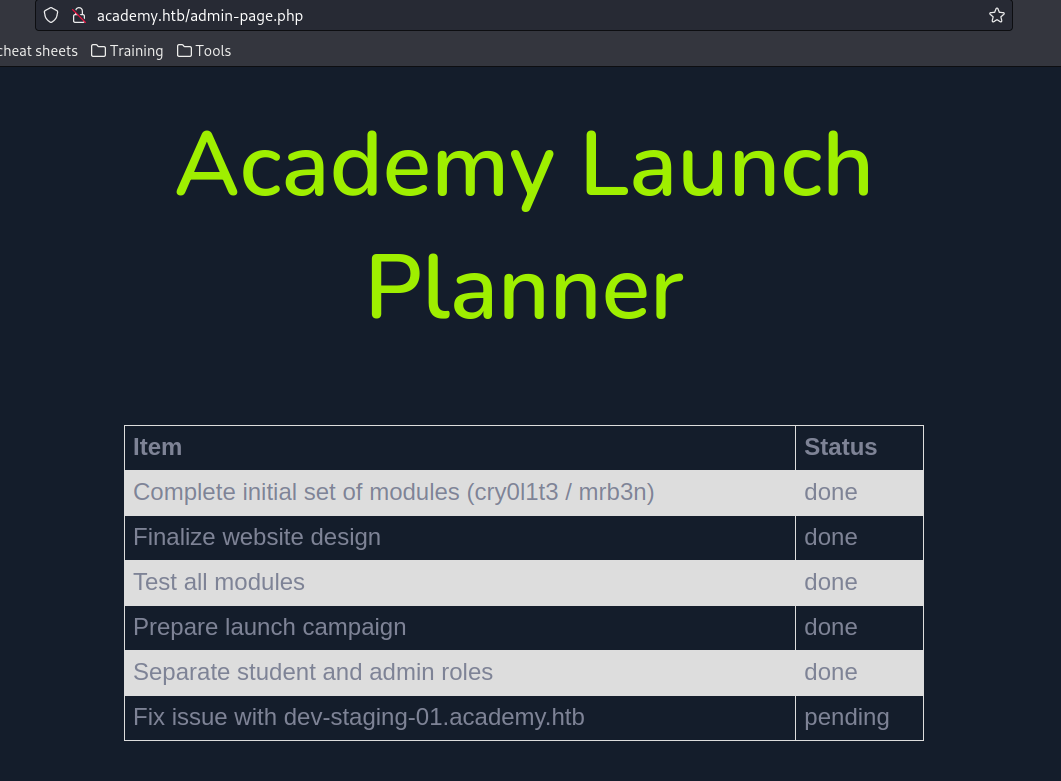 academy.htb/admin-page.php
cheat sheets Training Tools
Academy Launch
Planner
Item Status
Complete initial set of modules (cry0l1t3 / mrb3n) done
Finalize website design done
Test all modules done
Prepare launch campaign done
Separate student and admin roles done
Fix issue with dev-staging-01.academy.htb pending